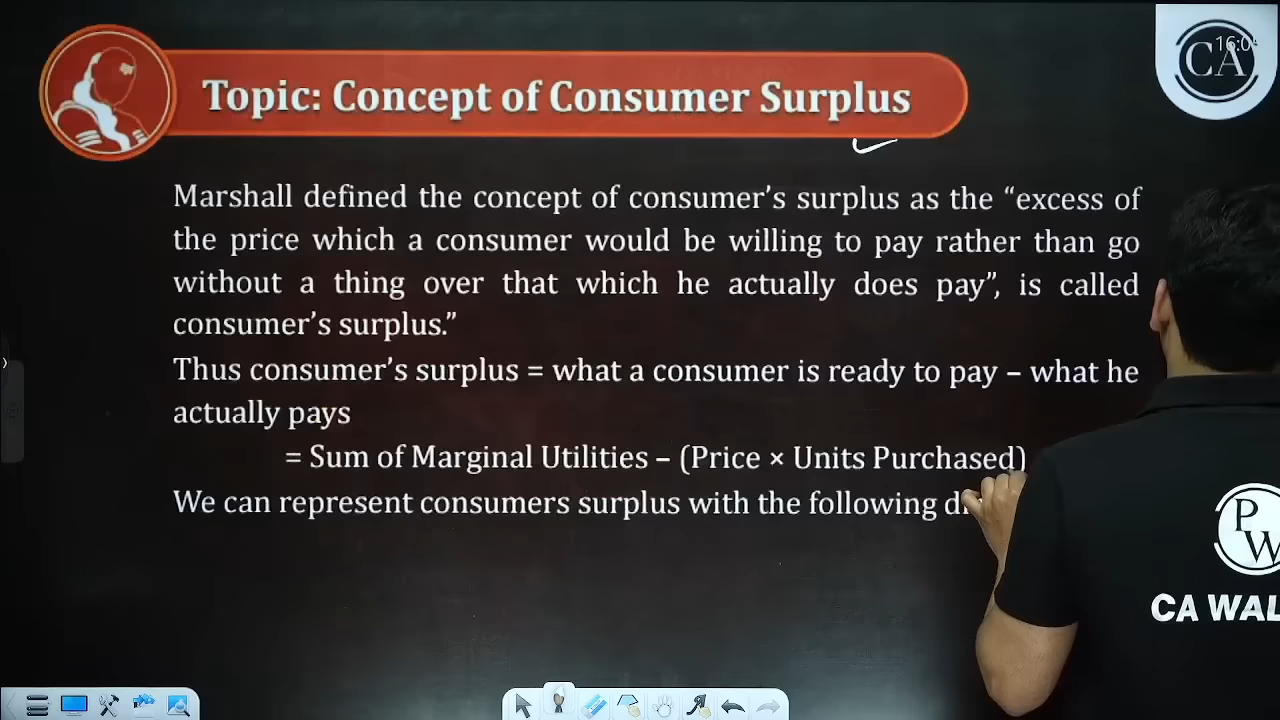 16:0
CA
Topic: Concept of Consumer Surplus
Marshall defined the concept of consumer’s surplus as the “excess of
the price which a consumer would be willing to pay rather than go
without a thing over that which he actually does pay”, is called
consumer’s surplus.”
Thus consumer’s surplus = what a consumer is ready to pay – what he
actually pays
= Sum of Marginal Utilities – (Price × Units Purchased)
We can represent consumers surplus with the following
PW
CA WAL